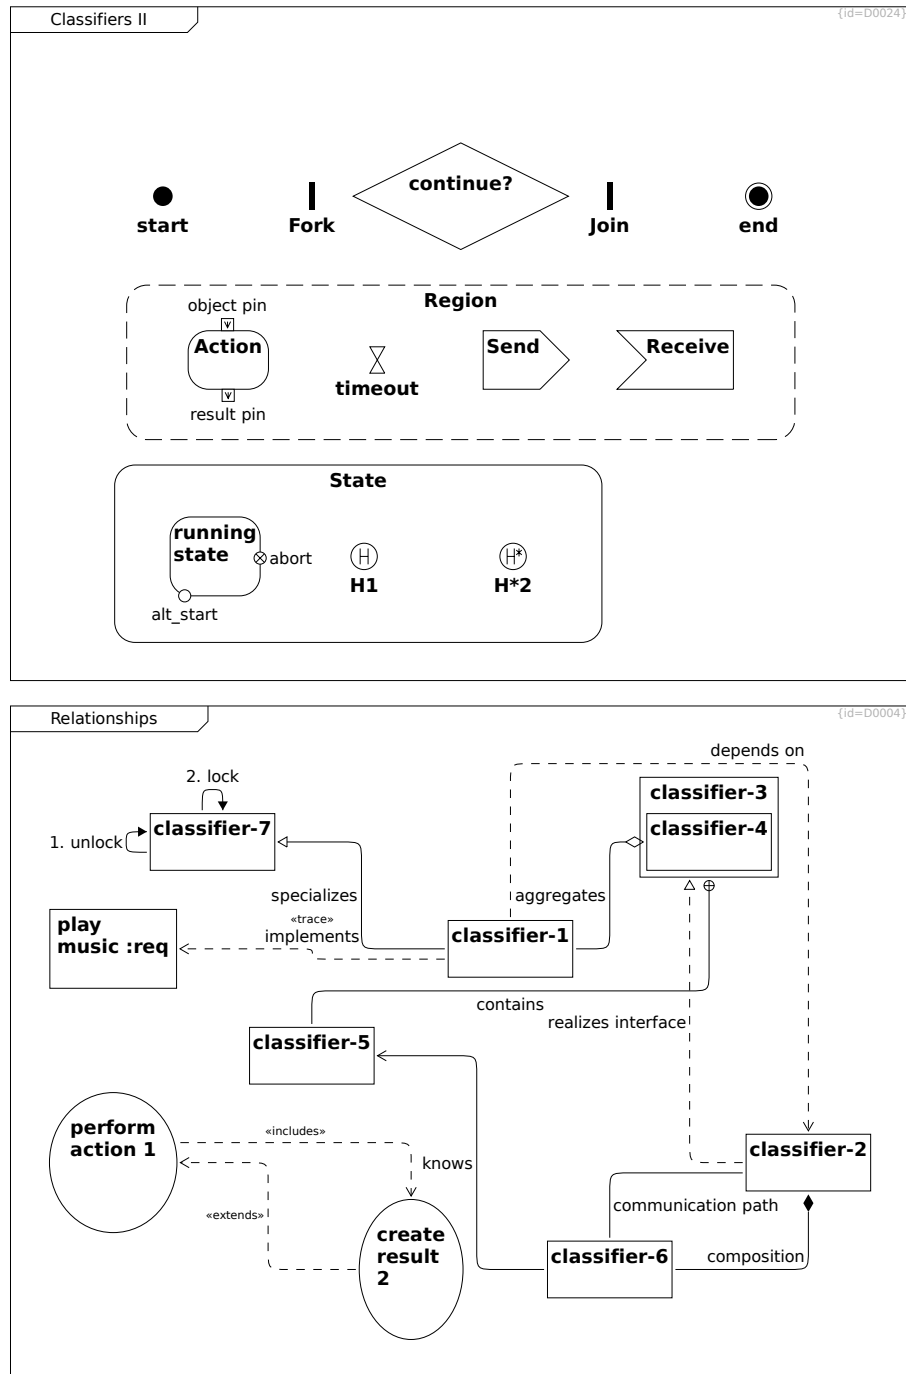 Classifiers II
{id=D0024}
continue?
start
Fork
Join
end
Region
object pin
Action
Send
Receive
timeout
result pin
State
running
state
abort
H
H*
H1
H*2
alt_start
Relationships
{id=D0004}
depends on
2. lock
classifier-3
classifier-7
classifier-4
1. unlock
specializes
aggregates
«trace»
implements
play
music :req
classifier-1
contains
realizes interface
classifier-5
perform
action 1
«includes»
classifier-2
knows
communication path
«extends»
create
result
2
classifier-6
composition